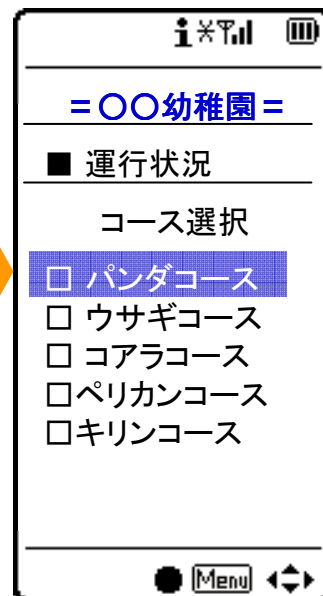 =〇〇幼稚園=
■ 運行状況
コース選択
□ パンダコース
□ ウサギコース
□ コアラコース
□ペリカンコース
□キリンコース
Menu